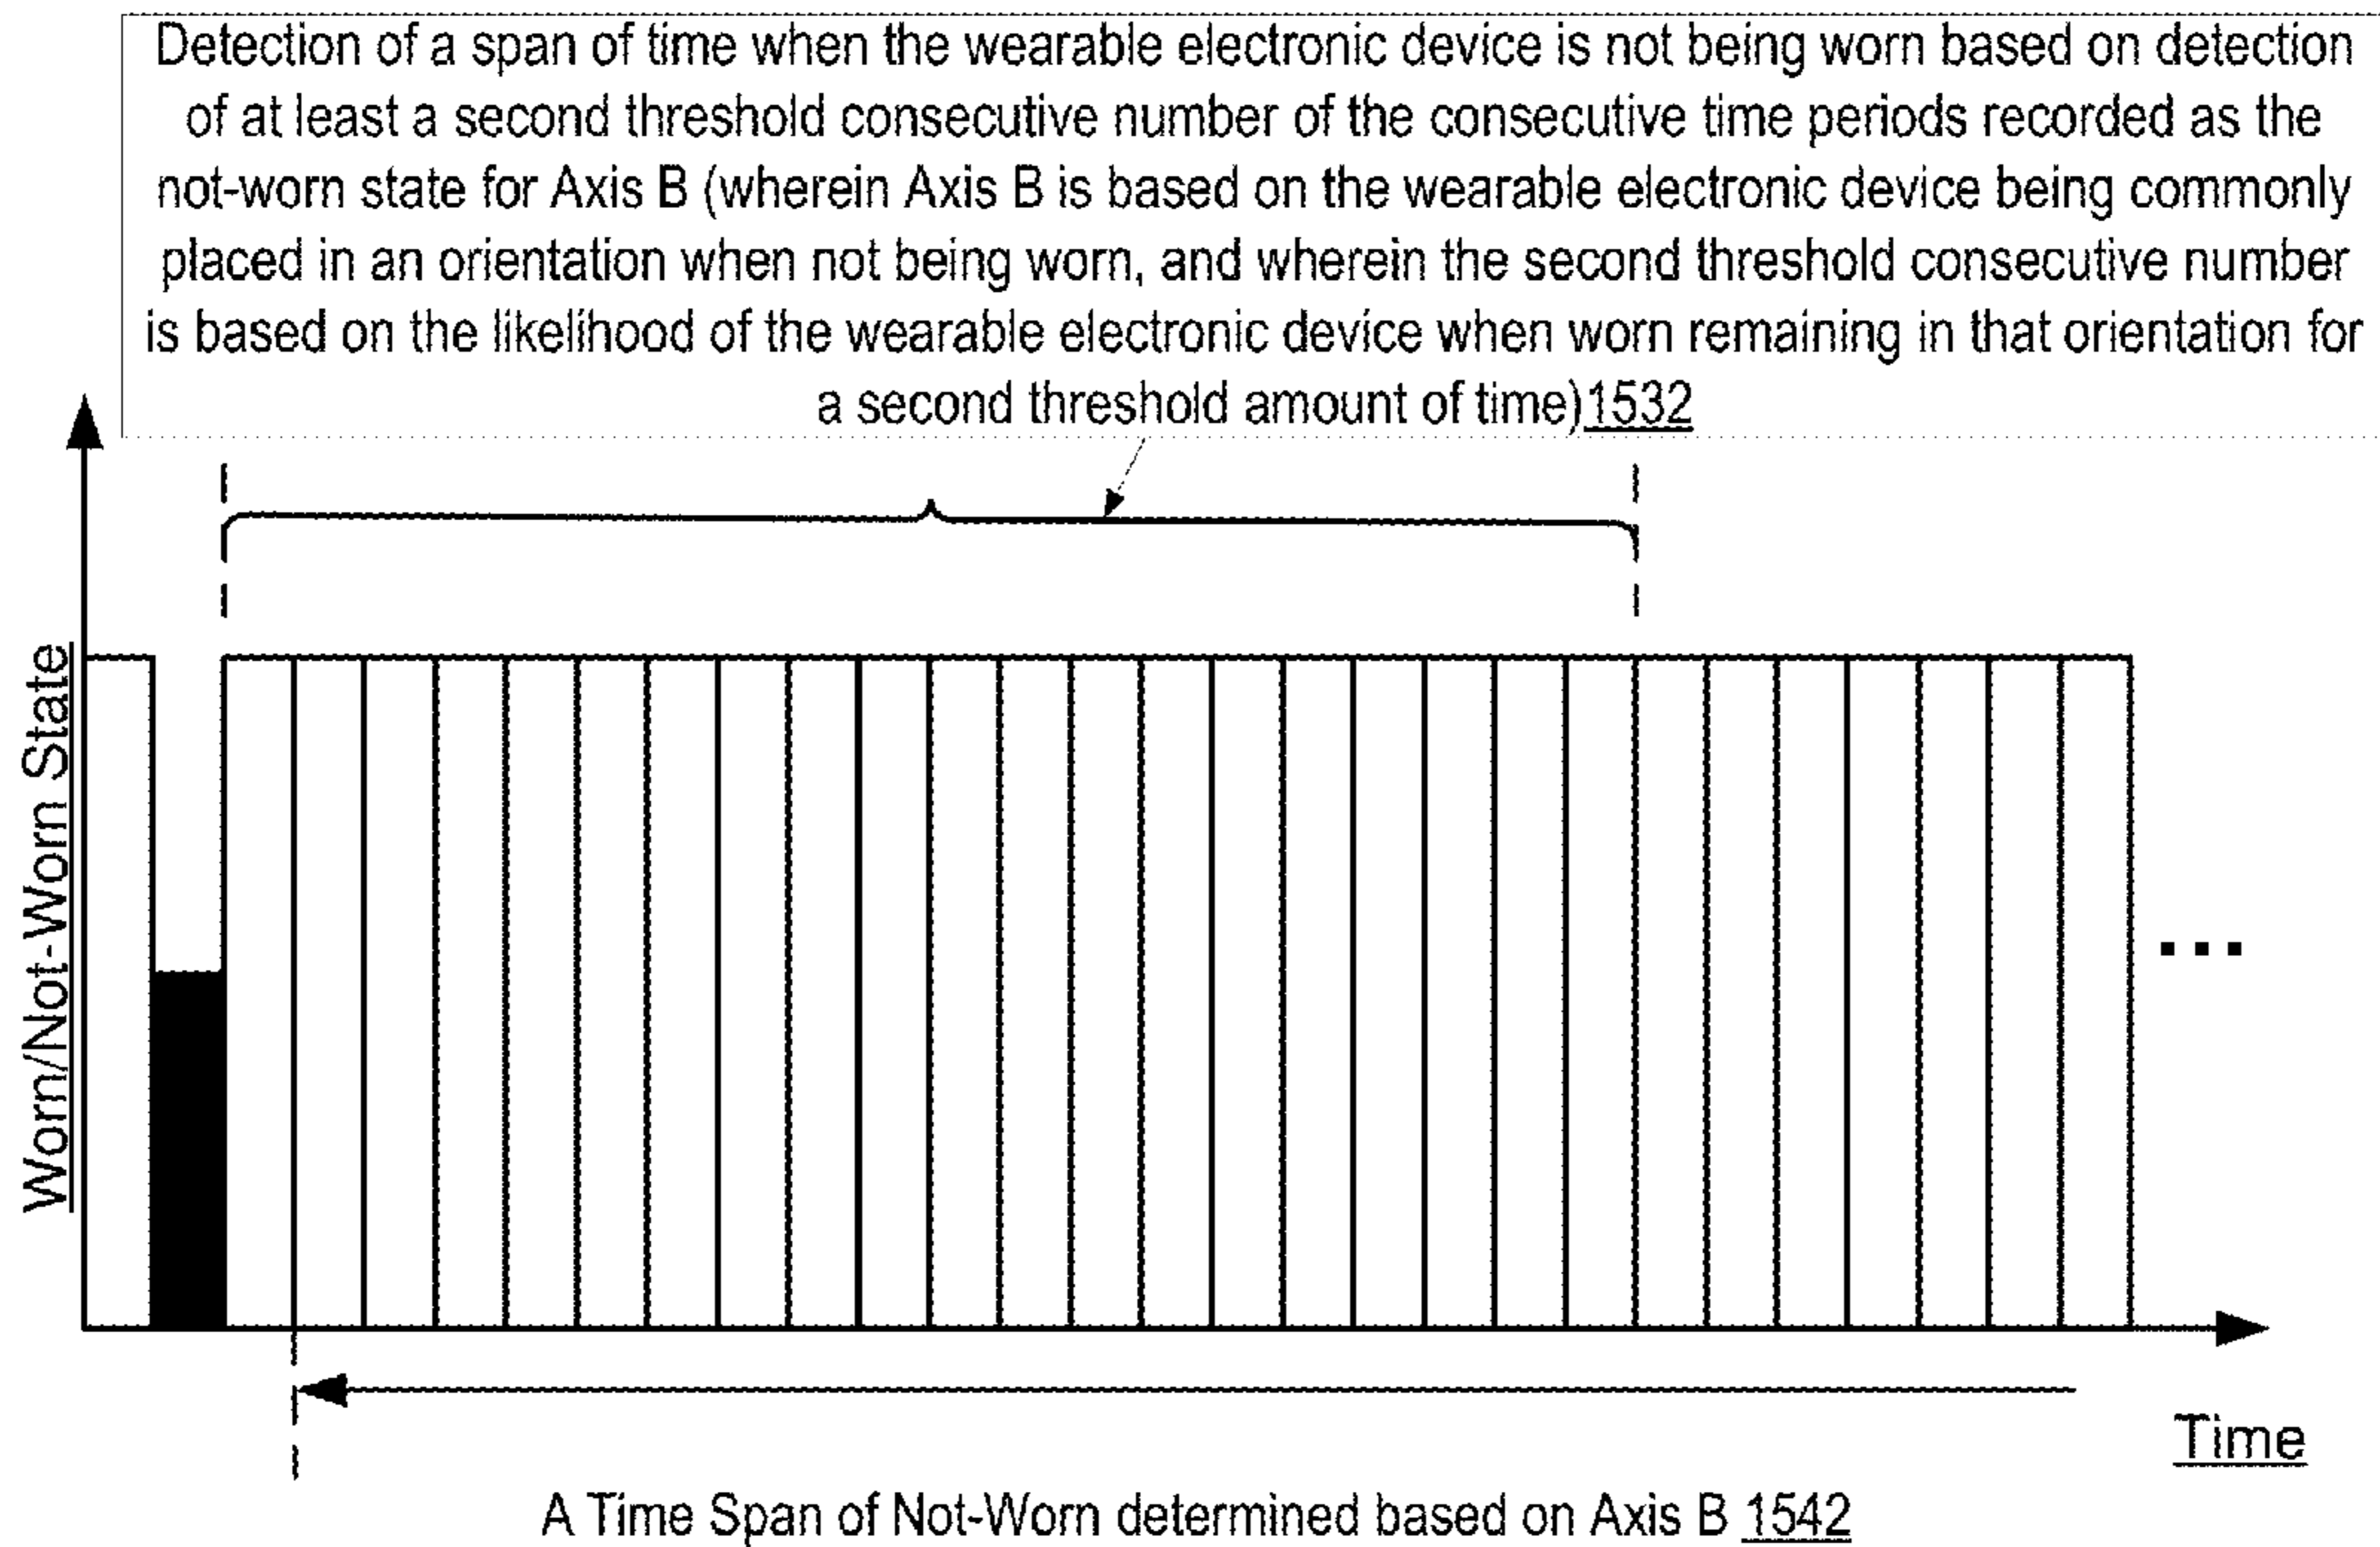 Detection of a span of time when the wearable electronic device is not being worn based on detection
of at least a second threshold consecutive number of the consecutive time periods recorded as the
not-worn state for Axis B (wherein Axis B is based on the wearable electronic device being commonly
placed in an orientation when not being worn, and wherein the second threshold consecutive number
is based on the likelihood of the wearable electronic device when worn remaining in that orientation for
a second threshold amount of time)1532
Worn/Not-Worn State
...
Time
A Time Span of Not-Worn determined based on Axis B 1542